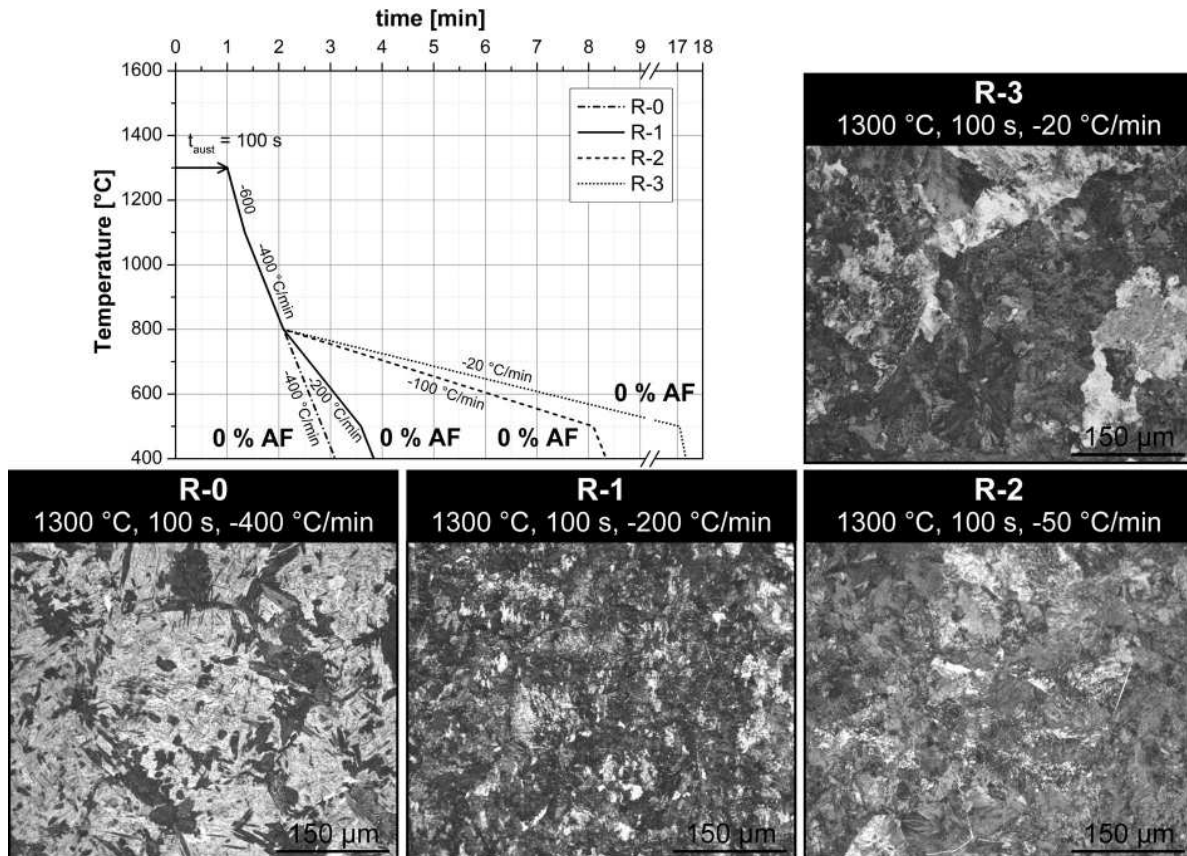 time [min]
0 1 2 3 4 5 6 7 8 9 17 18
1600
1400
1200
1000
800
600
400
Temperature [°C]
t_aust = 100 s
-600
-400 °C/min
-400 °C/min
-200 °C/min
-100 °C/min
-20 °C/min
R-0
R-1
R-2
R-3
0 % AF
0 % AF
0 % AF
0 % AF
R-3
1300 °C, 100 s, -20 °C/min
150 µm
R-0
1300 °C, 100 s, -400 °C/min
150 µm
R-1
1300 °C, 100 s, -200 °C/min
150 µm
R-2
1300 °C, 100 s, -50 °C/min
150 µm